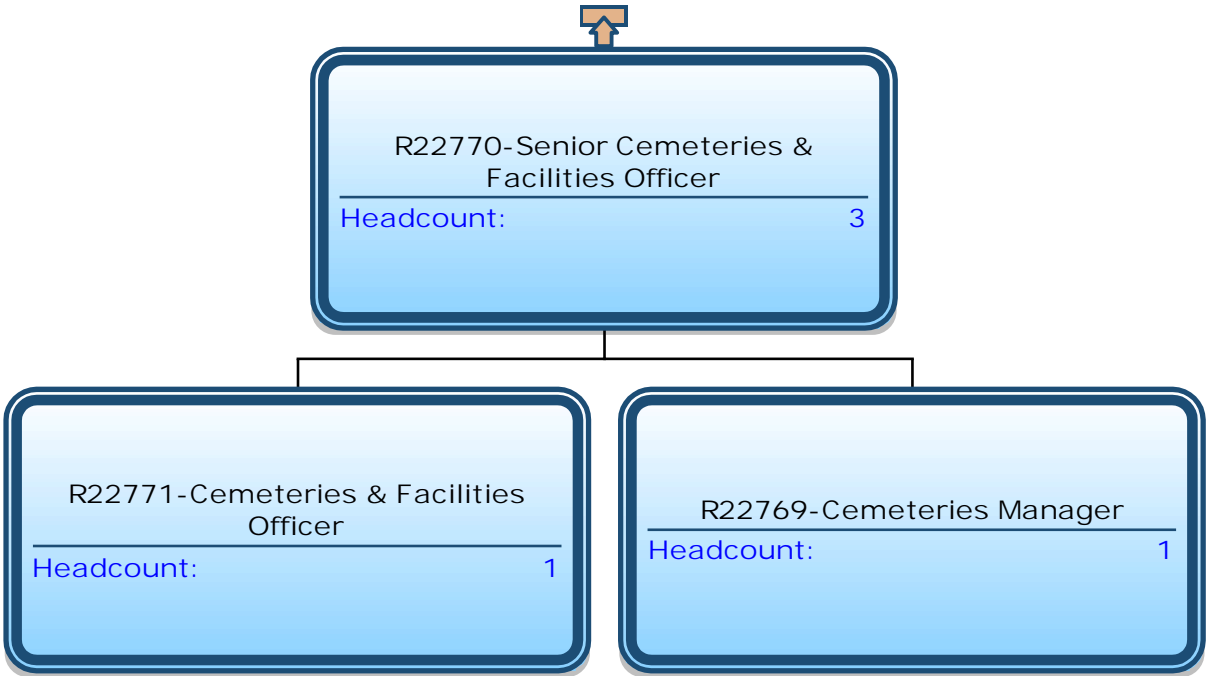 R22770-Senior Cemeteries &
Facilities Officer
Headcount: 3
R22771-Cemeteries & Facilities
Officer
Headcount: 1
R22769-Cemeteries Manager
Headcount: 1